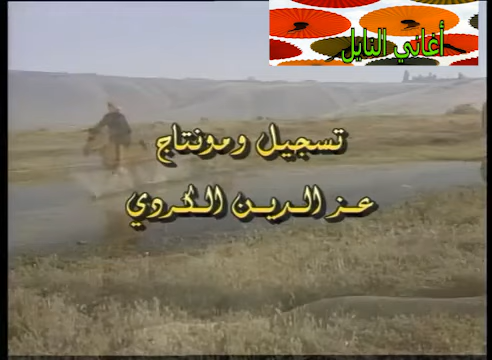 أغاني النايل
تسجيل ومونتاج
عز الدين الكردي